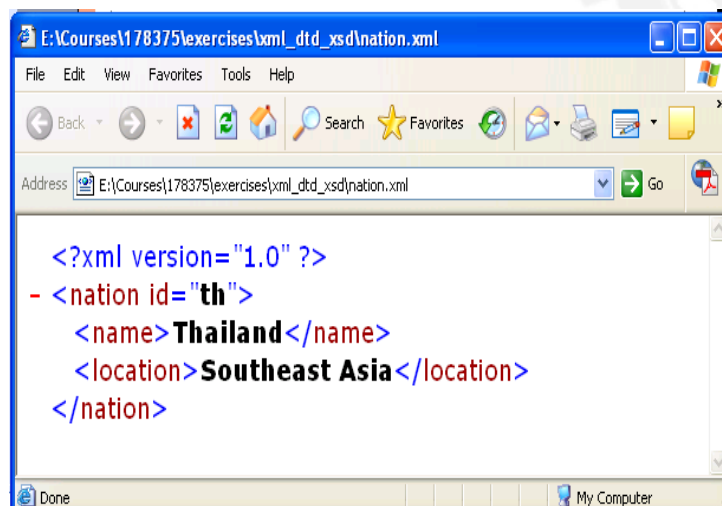 E:\Courses\178375\exercises\xml_dtd_xsd\nation.xml
File Edit View Favorites Tools Help
Back Search Favorites
Address E:\Courses\178375\exercises\xml_dtd_xsd\nation.xml Go
<?xml version="1.0" ?>
- <nation id="th">
<name>Thailand</name>
<location>Southeast Asia</location>
</nation>
Done My Computer